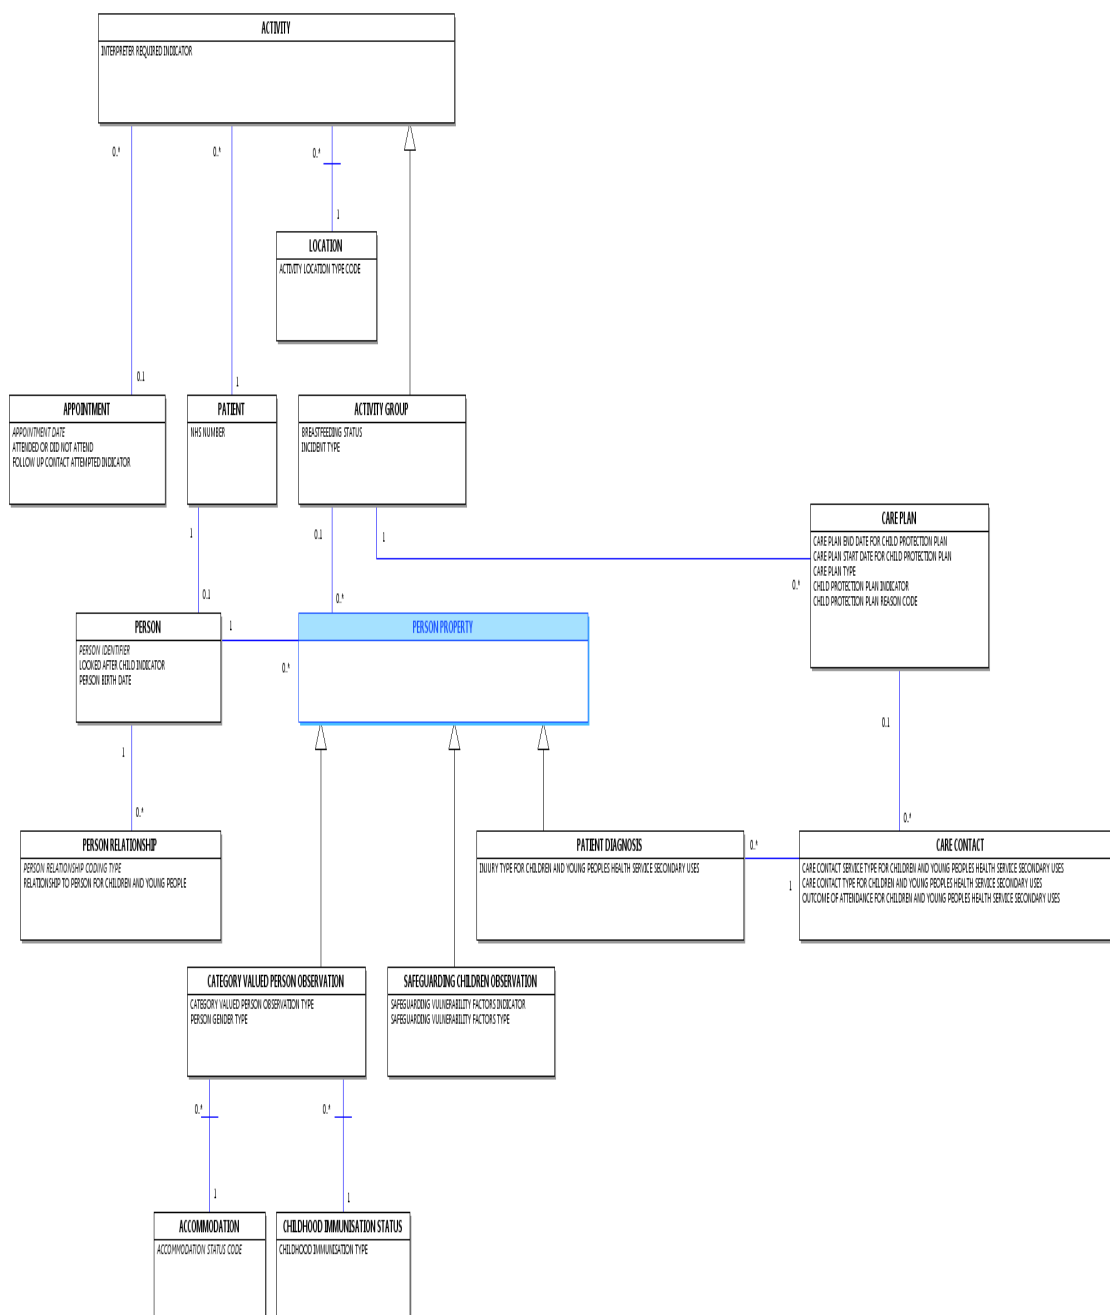 ACTIVITY
INTERPRETER REQUIRED INDICATOR
0..*
0..*
0..*
1
LOCATION
ACTIVITY LOCATION TYPE CODE
0..1
1
APPOINTMENT
APPOINTMENT DATE
ATTENDED OR DID NOT ATTEND
FOLLOW UP CONTACT ATTEMPTED INDICATOR
PATIENT
NHS NUMBER
ACTIVITY GROUP
BREASTFEEDING STATUS
INCIDENT TYPE
1
0..1
1
CARE PLAN
CARE PLAN END DATE FOR CHILD PROTECTION PLAN
CARE PLAN START DATE FOR CHILD PROTECTION PLAN
CARE PLAN TYPE
CHILD PROTECTION PLAN INDICATOR
CHILD PROTECTION PLAN REASON CODE
0..*
0..1
0..*
PERSON
PERSON IDENTIFIER
LOOKED AFTER CHILD INDICATOR
PERSON BIRTH DATE
1
0..*
PERSON PROPERTY
1
0..*
0..1
0..*
PERSON RELATIONSHIP
PERSON RELATIONSHIP CODING TYPE
RELATIONSHIP TO PERSON FOR CHILDREN AND YOUNG PEOPLE
PATIENT DIAGNOSIS
INJURY TYPE FOR CHILDREN AND YOUNG PEOPLES HEALTH SERVICE SECONDARY USES
0..*
1
CARE CONTACT
CARE CONTACT SERVICE TYPE FOR CHILDREN AND YOUNG PEOPLES HEALTH SERVICE SECONDARY USES
CARE CONTACT TYPE FOR CHILDREN AND YOUNG PEOPLES HEALTH SERVICE SECONDARY USES
OUTCOME OF ATTENDANCE FOR CHILDREN AND YOUNG PEOPLES HEALTH SERVICE SECONDARY USES
CATEGORY VALUED PERSON OBSERVATION
CATEGORY VALUED PERSON OBSERVATION TYPE
PERSON GENDER TYPE
SAFEGUARDING CHILDREN OBSERVATION
SAFEGUARDING VULNERABILITY FACTORS INDICATOR
SAFEGUARDING VULNERABILITY FACTORS TYPE
0..*
0..*
1
1
ACCOMMODATION
ACCOMMODATION STATUS CODE
CHILDHOOD IMMUNISATION STATUS
CHILDHOOD IMMUNISATION TYPE